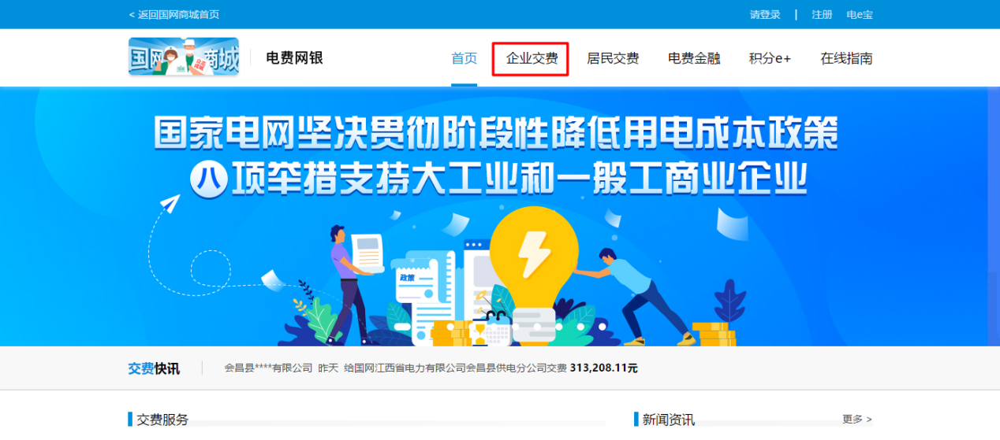 < 返回国网商城首页
请登录 | 注册 电e宝
国网商城 电费网银 首页 企业交费 居民交费 电费金融 积分e+ 在线指南
国家电网坚决贯彻阶段性降低用电成本政策
八项举措支持大工业和一般工商业企业
政策
交费快讯 会昌县****有限公司 昨天 给国网江西省电力有限公司会昌县供电分公司交费 313,208.11元
交费服务
新闻资讯 更多 >